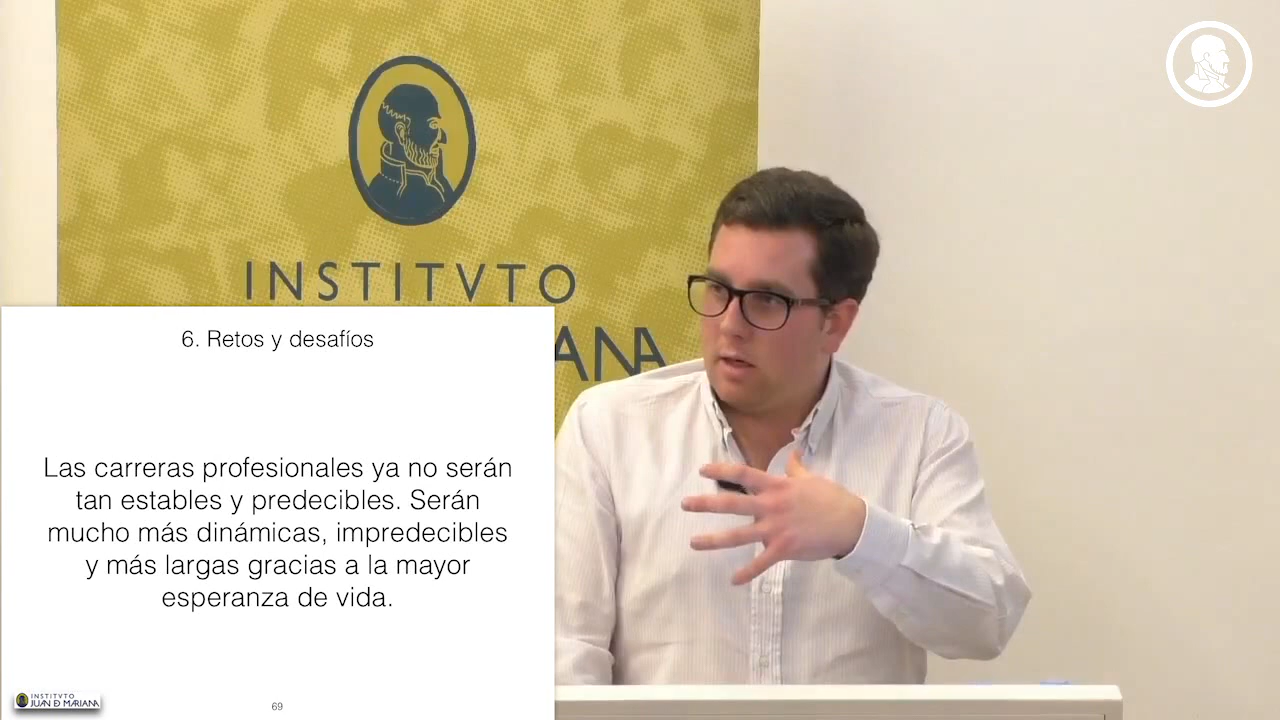 INSTITVTO
ANA
6. Retos y desafíos
Las carreras profesionales ya no serán
tan estables y predecibles. Serán
mucho más dinámicas, impredecibles
y más largas gracias a la mayor
esperanza de vida.
INSTITVTO
JUAN DE MARIANA
69